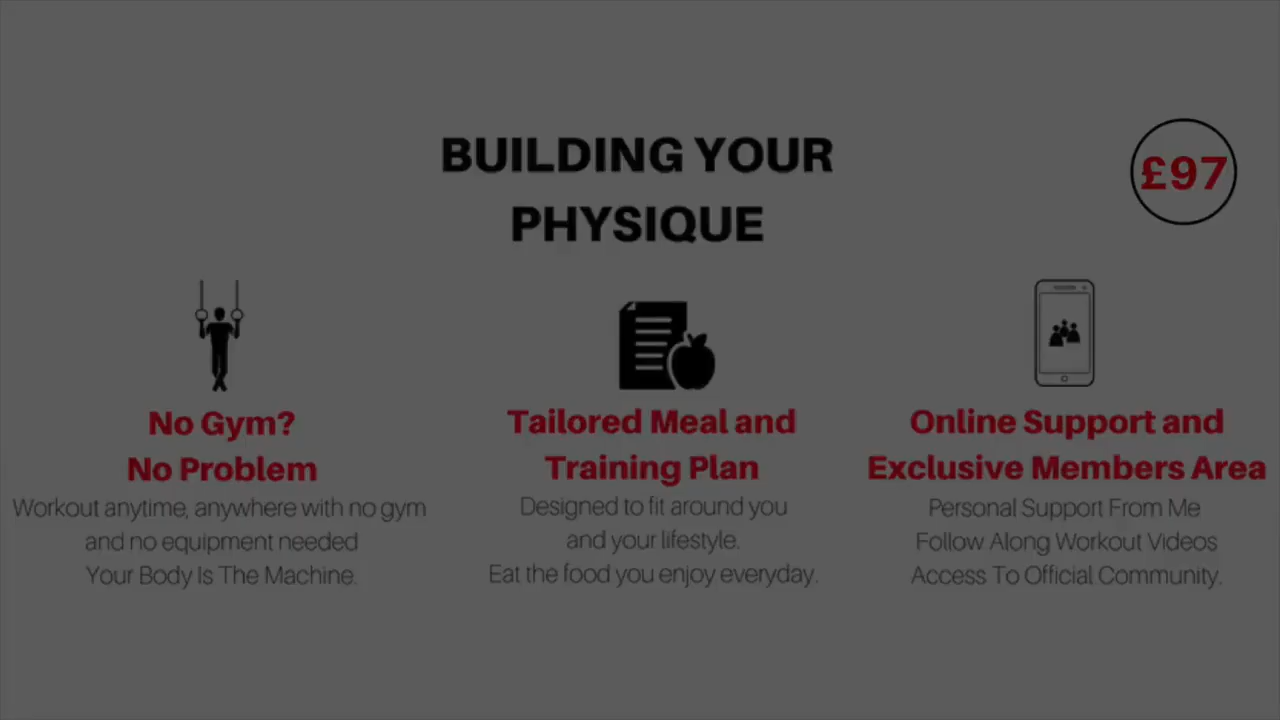 BUILDING YOUR
PHYSIQUE
£97
No Gym?
No Problem
Workout anytime, anywhere with no gym
and no equipment needed
Your Body Is The Machine.
Tailored Meal and
Training Plan
Designed to fit around you
and your lifestyle.
Eat the food you enjoy everyday.
Online Support and
Exclusive Members Area
Personal Support From Me
Follow Along Workout Videos
Access To Official Community.